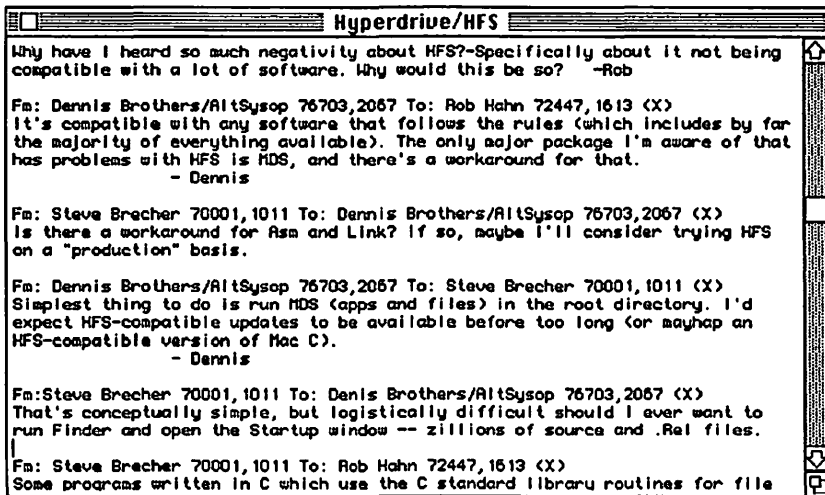 Hyperdrive/HFS
Why have I heard so much negativity about HFS?-Specifically about it not being
compatible with a lot of software. Why would this be so? -Rob
Fm: Dennis Brothers/AltSysop 76703,2067 To: Rob Hahn 72447,1613 (X)
It's compatible with any software that follows the rules (which includes by far
the majority of everything available). The only major package I'm aware of that
has problems with HFS is MDS, and there's a workaround for that.
- Dennis
Fm: Steve Brecher 70001,1011 To: Dennis Brothers/AltSysop 76703,2067 (X)
Is there a workaround for Asm and Link? If so, maybe I'll consider trying HFS
on a "production" basis.
Fm: Dennis Brothers/AltSysop 76703,2067 To: Steve Brecher 70001,1011 (X)
Simplest thing to do is run MDS (apps and files) in the root directory. I'd
expect HFS-compatible updates to be available before too long (or mayhap an
HFS-compatible version of Mac C).
- Dennis
Fm:Steve Brecher 70001,1011 To: Denis Brothers/AltSysop 76703,2067 (X)
That's conceptually simple, but logistically difficult should I ever want to
run Finder and open the Startup window -- zillions of source and .Rel files.
Fm: Steve Brecher 70001,1011 To: Rob Hahn 72447,1613 (X)
Some programs written in C which use the C standard library routines for file